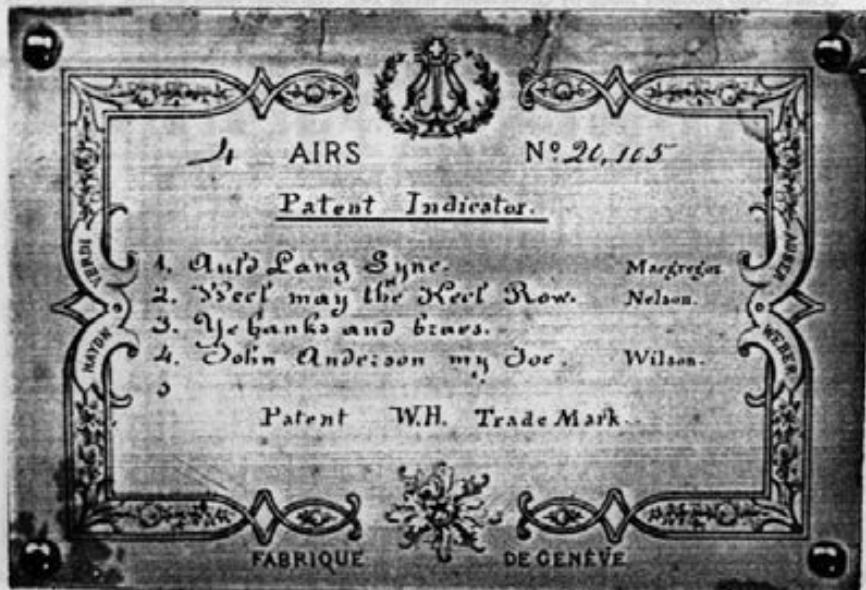 4 AIRS Nº 20,105
Patent Indicator.
1. Auld Lang Syne. Macgregor
2. Weel may the Keel Row. Nelson.
3. Ye banks and braes.
4. John Anderson my Joe. Wilson.
Patent W.H. Trade Mark.
VERDI
HAYDN
AUBER
WEBER
FABRIQUE DE GENÈVE